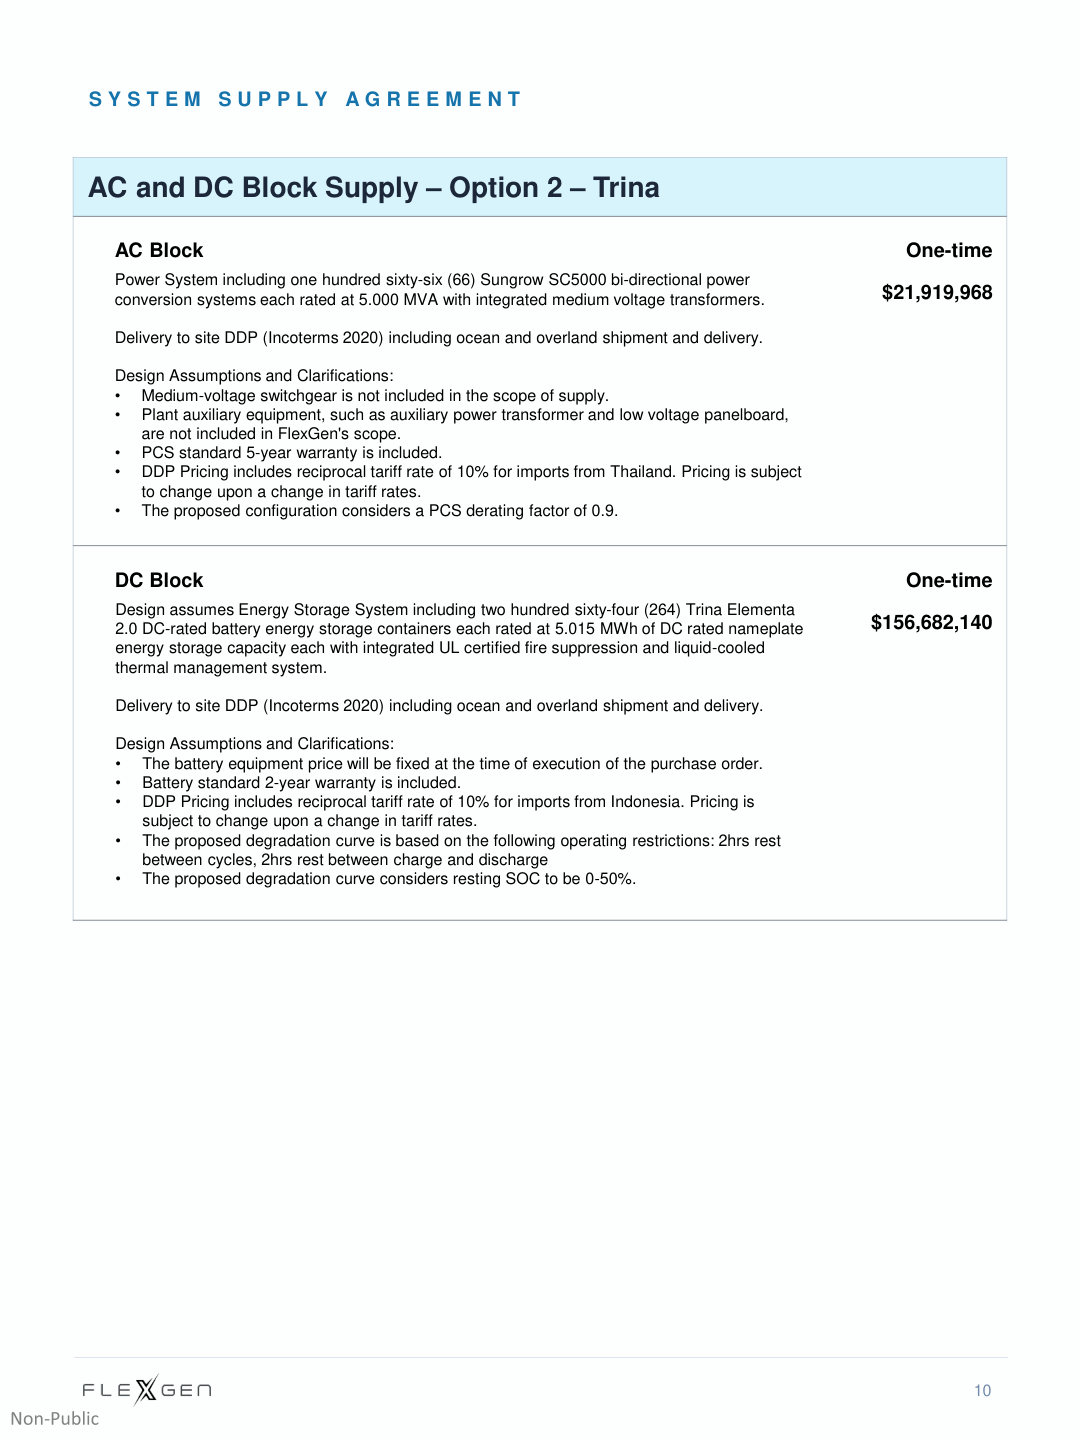 SYSTEM SUPPLY AGREEMENT
AC and DC Block Supply – Option 2 – Trina
AC Block
One-time
Power System including one hundred sixty-six (66) Sungrow SC5000 bi-directional power
conversion systems each rated at 5.000 MVA with integrated medium voltage transformers.
$21,919,968
Delivery to site DDP (Incoterms 2020) including ocean and overland shipment and delivery.
Design Assumptions and Clarifications:
• Medium-voltage switchgear is not included in the scope of supply.
• Plant auxiliary equipment, such as auxiliary power transformer and low voltage panelboard,
are not included in FlexGen's scope.
• PCS standard 5-year warranty is included.
• DDP Pricing includes reciprocal tariff rate of 10% for imports from Thailand. Pricing is subject
to change upon a change in tariff rates.
• The proposed configuration considers a PCS derating factor of 0.9.
DC Block
One-time
Design assumes Energy Storage System including two hundred sixty-four (264) Trina Elementa
2.0 DC-rated battery energy storage containers each rated at 5.015 MWh of DC rated nameplate
energy storage capacity each with integrated UL certified fire suppression and liquid-cooled
thermal management system.
$156,682,140
Delivery to site DDP (Incoterms 2020) including ocean and overland shipment and delivery.
Design Assumptions and Clarifications:
• The battery equipment price will be fixed at the time of execution of the purchase order.
• Battery standard 2-year warranty is included.
• DDP Pricing includes reciprocal tariff rate of 10% for imports from Indonesia. Pricing is
subject to change upon a change in tariff rates.
• The proposed degradation curve is based on the following operating restrictions: 2hrs rest
between cycles, 2hrs rest between charge and discharge
• The proposed degradation curve considers resting SOC to be 0-50%.
FLEXGEN
10
Non-Public